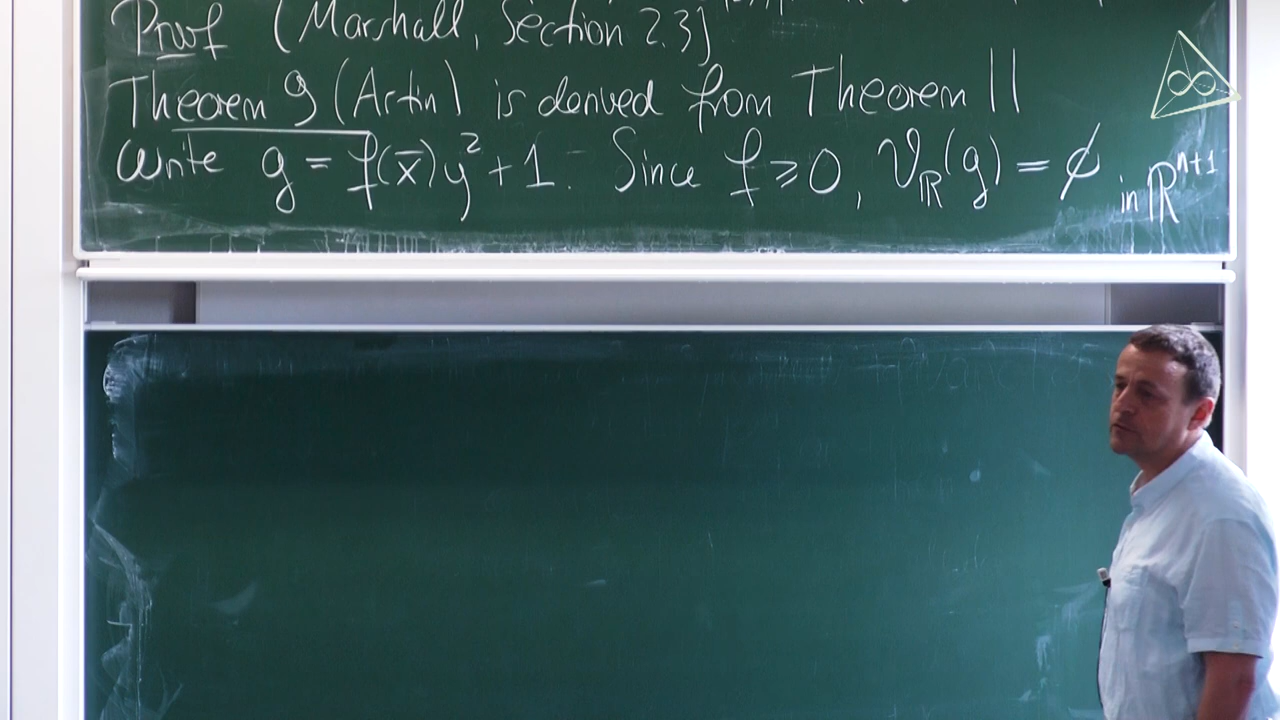 Proof (Marshall, Section 2.3)
Theorem 9 (Artin) is derived from Theorem 11
Write g = f(x̄)y² + 1. Since f ⩾ 0, V_ℝ(g) = ∅ in ℝⁿ⁺¹